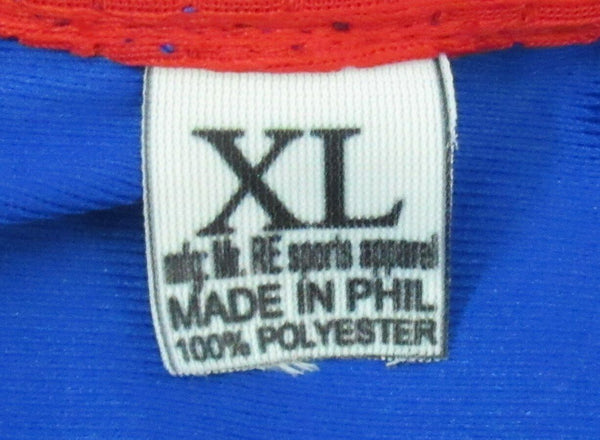 XL
mfg: Mr. RE sports apparel
MADE IN PHIL
100% POLYESTER